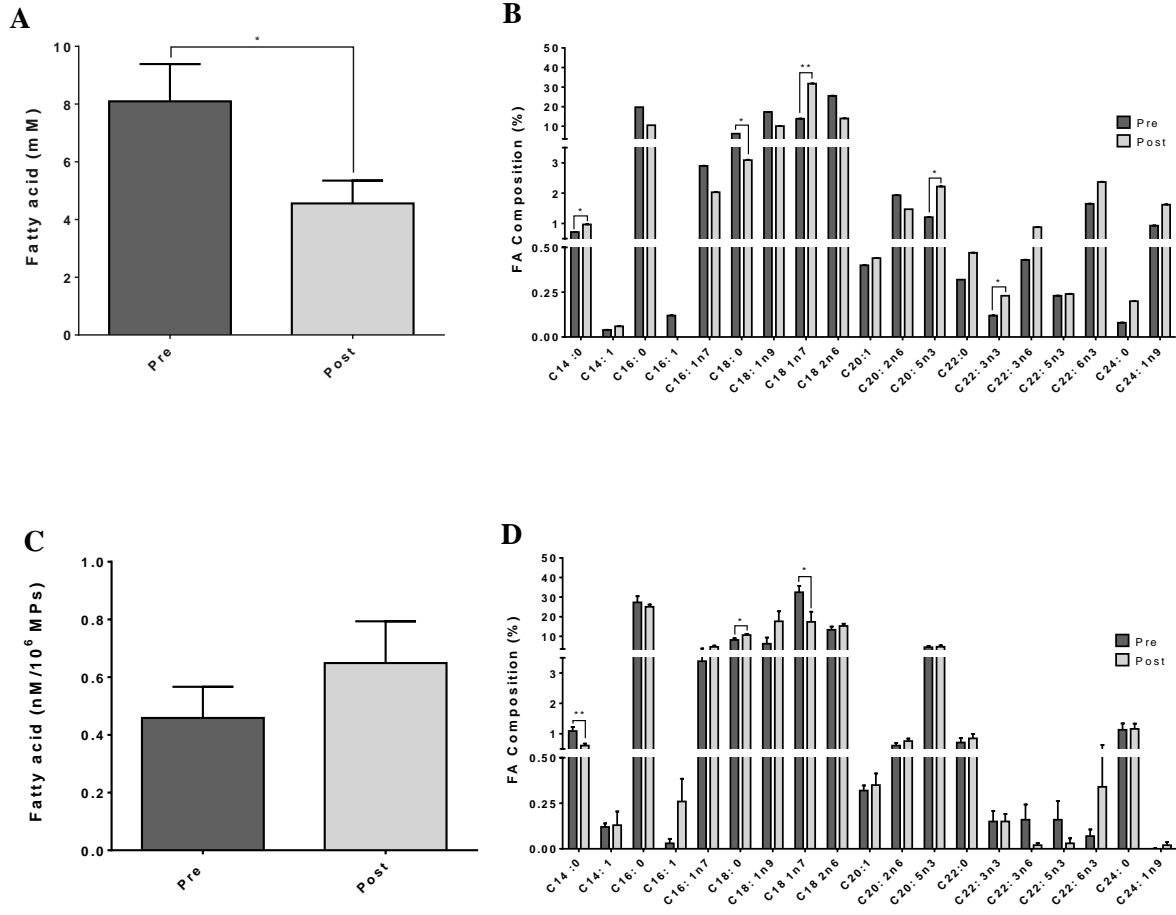 A
*
10
8
6
4
2
0
Fatty acid (mM)
Pre
Post
B
50
40
30
20
10
3
2
1
0.50
0.25
0.00
FA Composition (%)
*
*
**
*
*
Pre
Post
C14:0
C14:1
C16:0
C16:1
C16:1n7
C18:0
C18:1n9
C18 1n7
C18 2n6
C20:1
C20:2n6
C20:5n3
C22:0
C22:3n3
C22:3n6
C22:5n3
C22:6n3
C24:0
C24:1n9
C
1.0
0.8
0.6
0.4
0.2
0.0
Fatty acid (nM/10⁶ MPs)
Pre
Post
D
50
40
30
20
10
3
2
1
0.50
0.25
0.00
FA Composition (%)
**
*
*
Pre
Post
C14:0
C14:1
C16:0
C16:1
C16:1n7
C18:0
C18:1n9
C18 1n7
C18 2n6
C20:1
C20:2n6
C20:5n3
C22:0
C22:3n3
C22:3n6
C22:5n3
C22:6n3
C24:0
C24:1n9